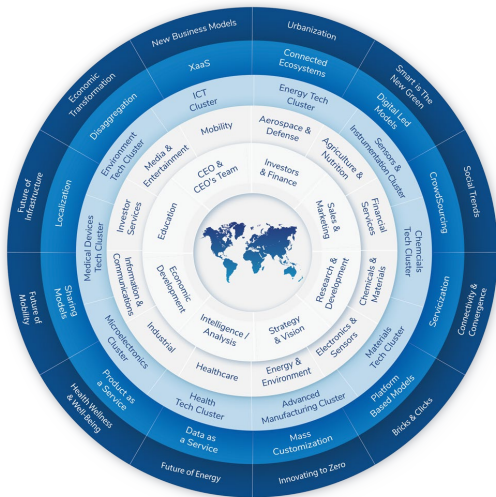 New Business Models
Urbanization
Smart is The
New Green
Social Trends
Connectivity &
Convergence
Bricks & Clicks
Innovating to Zero
Future of Energy
Health Wellness
& Well-Being
Future of
Mobility
Future of
Infrastructure
Economic
Transformation
XaaS
Connected
Ecosystems
Digital Led
Models
CrowdSourcing
Servicization
Platform
Based Models
Mass
Customization
Data as
a Service
Product as
a Service
Sharing
Models
Localization
Disaggregation
ICT
Cluster
Energy Tech
Cluster
Sensors &
Instrumentation Cluster
Chemcials
Tech Cluster
Materials
Tech Cluster
Advanced
Manufacturing Cluster
Health
Tech Cluster
Microelectronics
Cluster
Medical Devices
Tech Cluster
Environment
Tech Cluster
Mobility
Aerospace &
Defense
Agriculture &
Nutrition
Financial
Services
Chemicals &
Materials
Electronics &
Sensors
Energy &
Environment
Healthcare
Industrial
Information &
Communications
Investor
Services
Media &
Entertainment
CEO &
CEO's Team
Investors
& Finance
Sales &
Marketing
Research &
Development
Strategy
& Vision
Intelligence /
Analysis
Economic
Development
Education